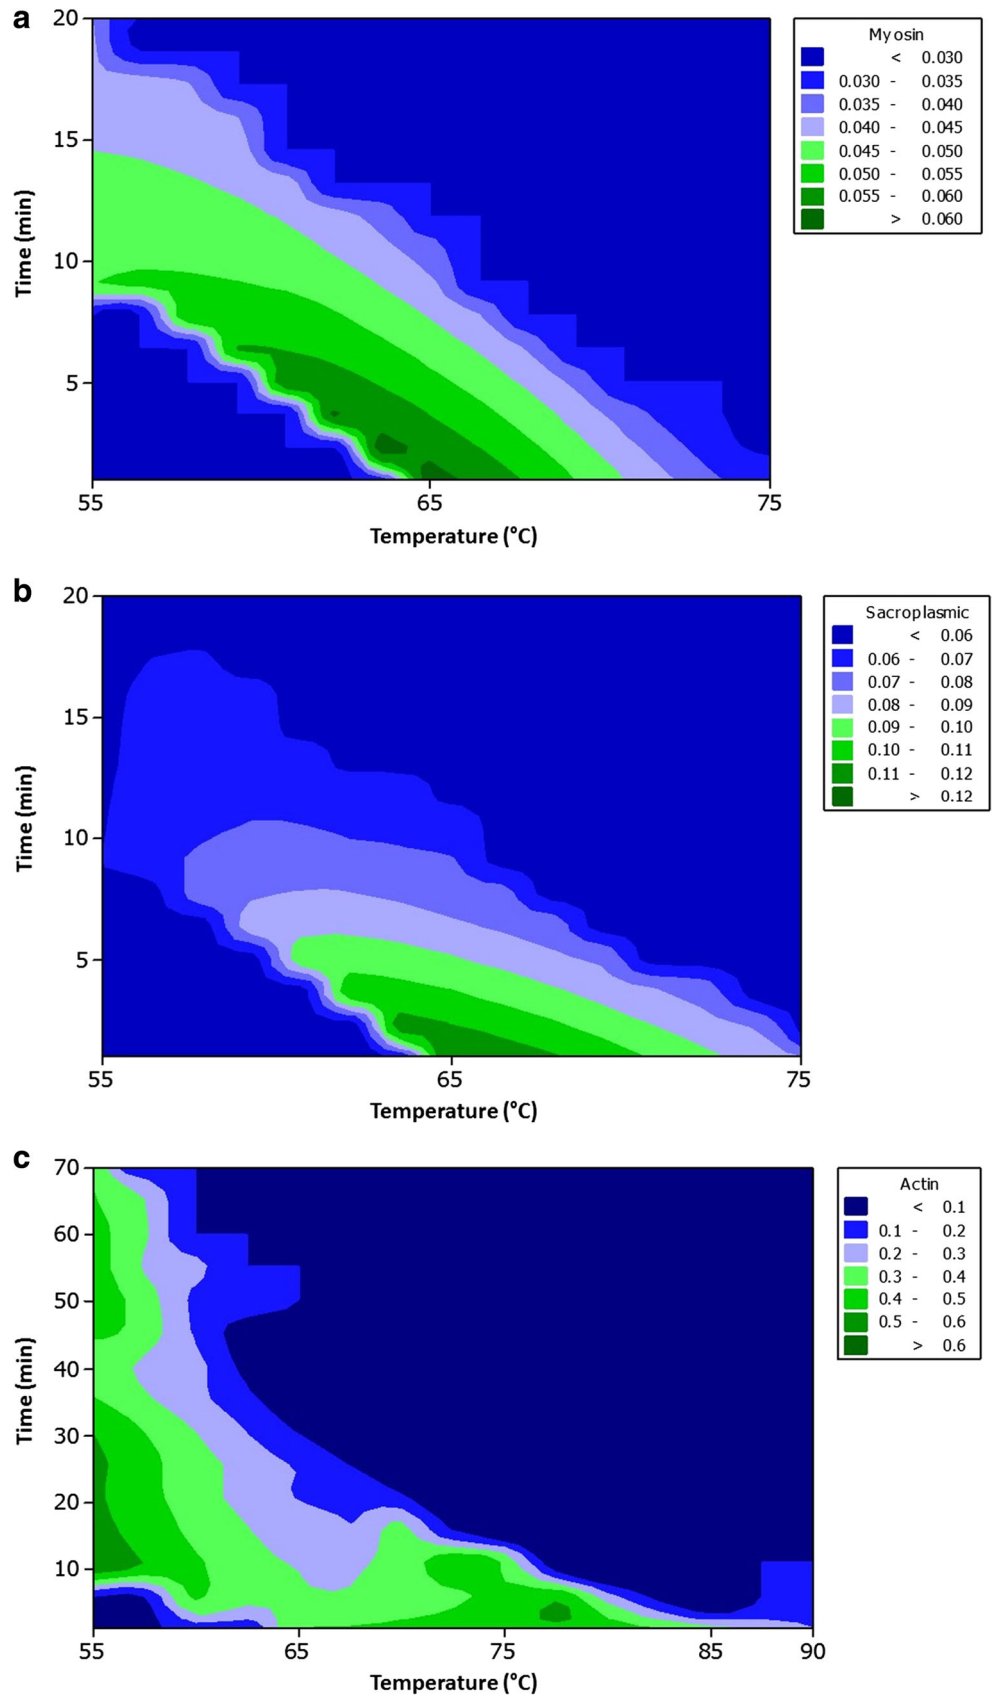 a
20
15
10
5
Time (min)
55 65 75
Temperature (°C)
Myosin
< 0.030
0.030 - 0.035
0.035 - 0.040
0.040 - 0.045
0.045 - 0.050
0.050 - 0.055
0.055 - 0.060
> 0.060
b
20
15
10
5
Time (min)
55 65 75
Temperature (°C)
Sacroplasmic
< 0.06
0.06 - 0.07
0.07 - 0.08
0.08 - 0.09
0.09 - 0.10
0.10 - 0.11
0.11 - 0.12
> 0.12
c
70
60
50
40
30
20
10
Time (min)
55 65 75 85 90
Temperature (°C)
Actin
< 0.1
0.1 - 0.2
0.2 - 0.3
0.3 - 0.4
0.4 - 0.5
0.5 - 0.6
> 0.6